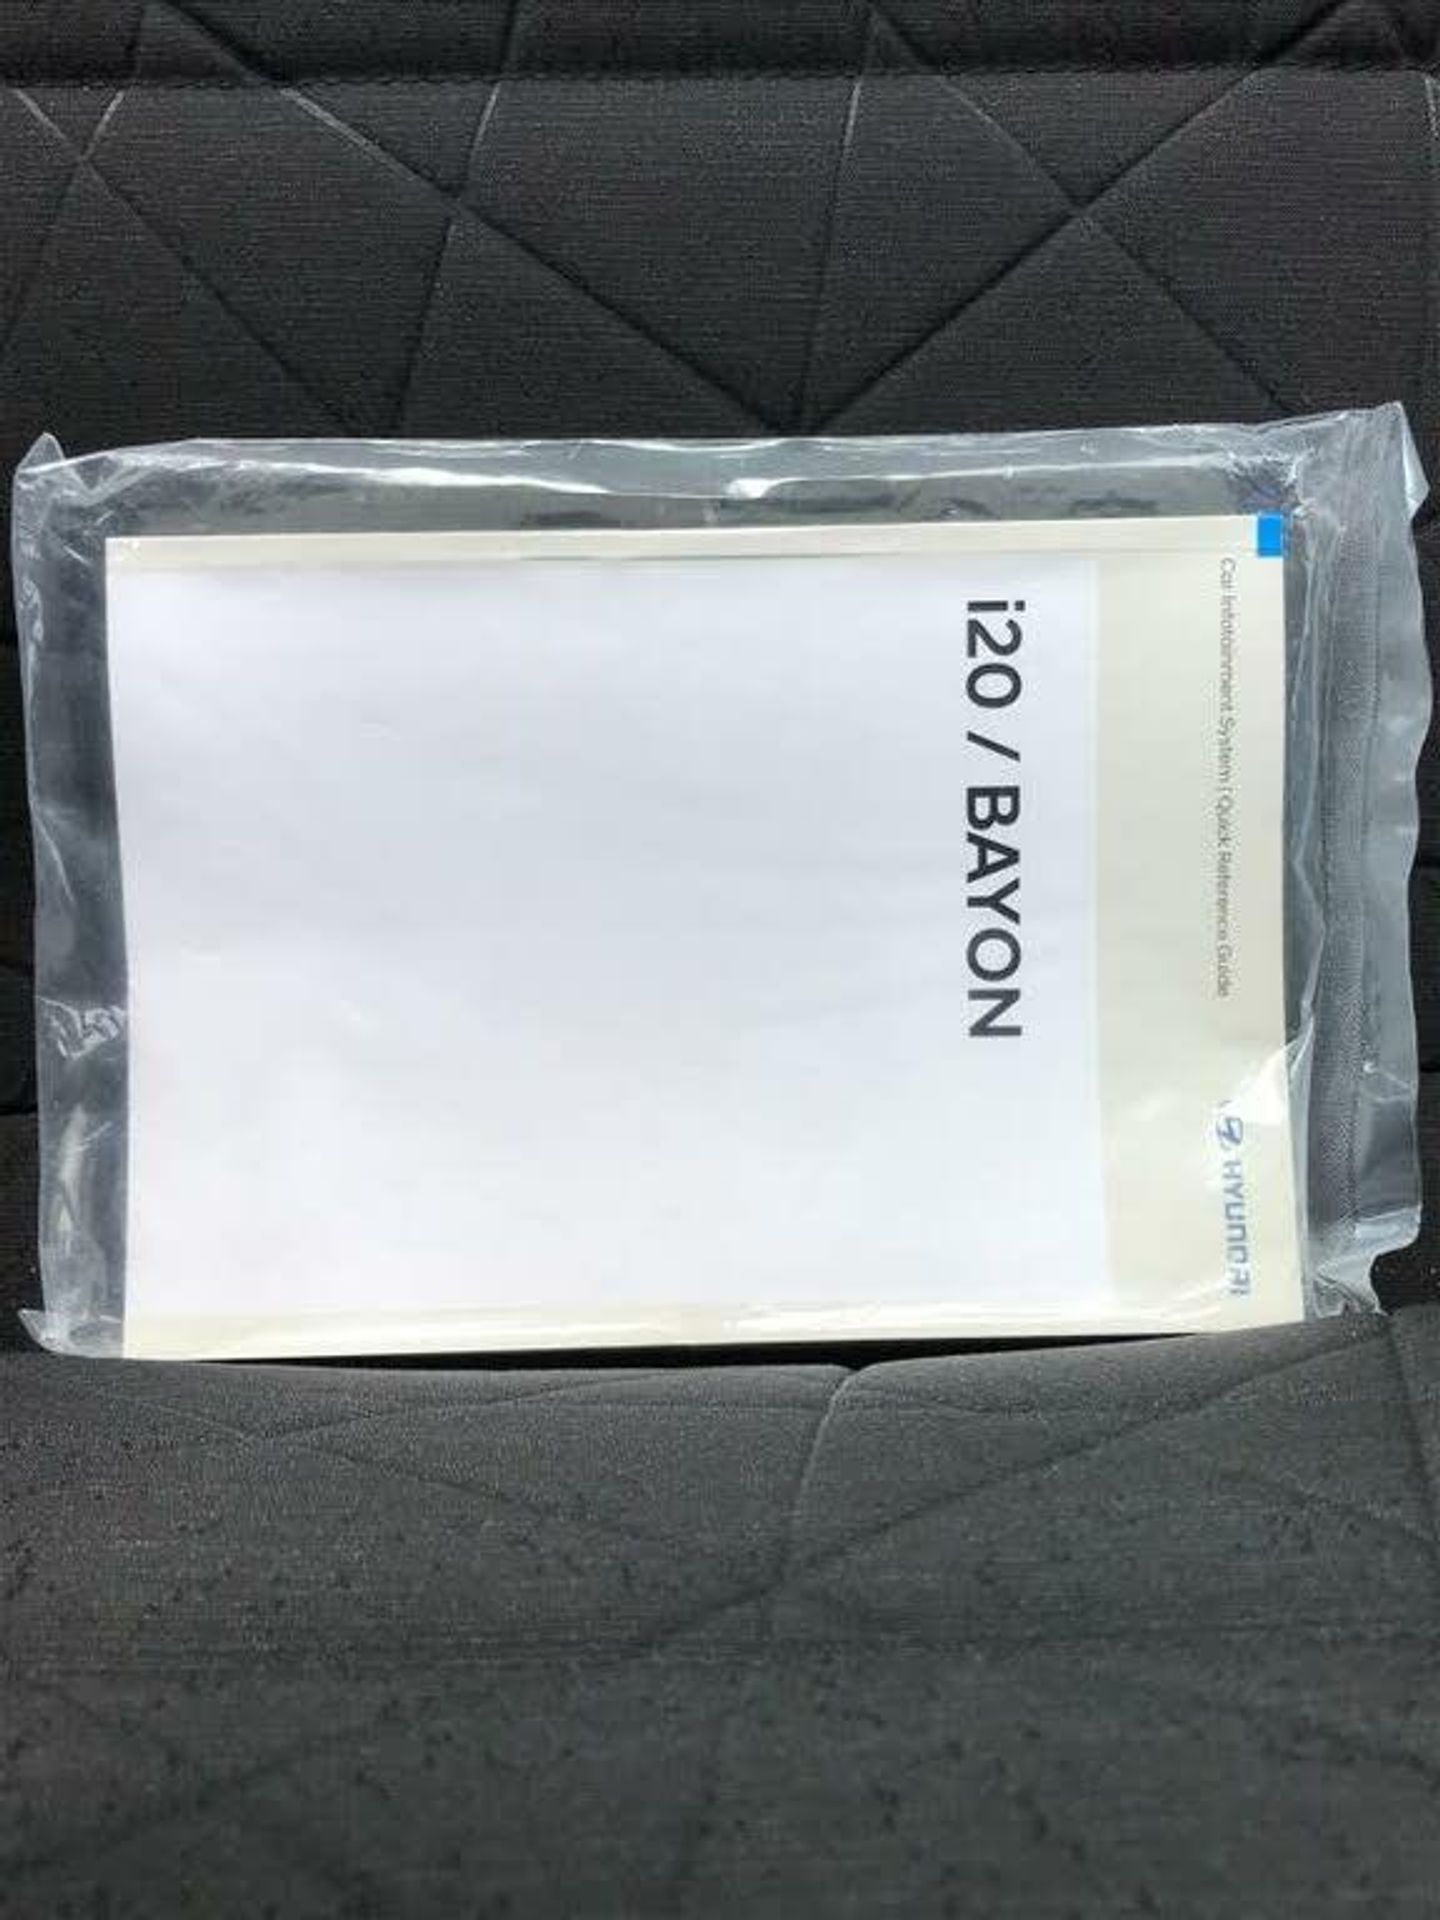 Car Infotainment System | Quick Reference Guide
HYUNDAI
i20 / BAYON